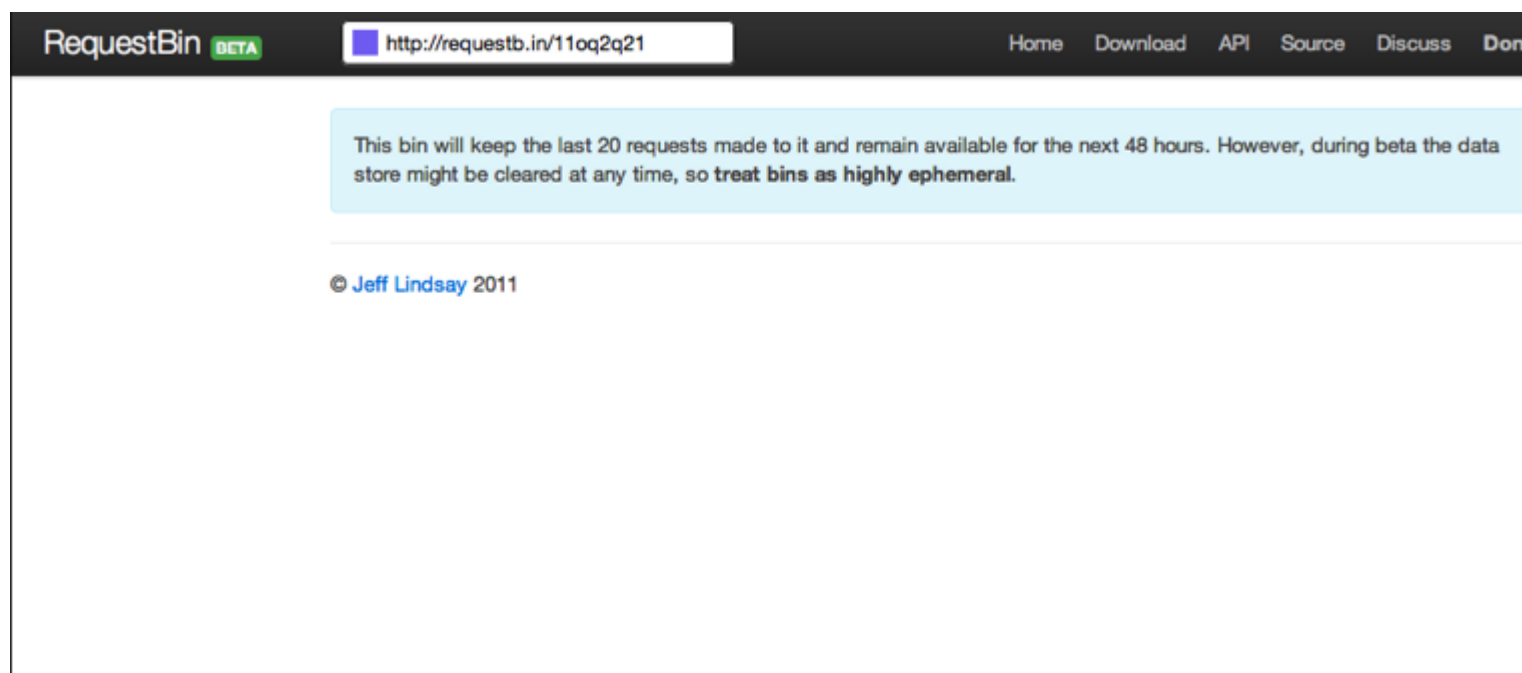 RequestBin BETA http://requestb.in/11oq2q21 Home Download API Source Discuss Don
This bin will keep the last 20 requests made to it and remain available for the next 48 hours. However, during beta the data
store might be cleared at any time, so treat bins as highly ephemeral.
© Jeff Lindsay 2011